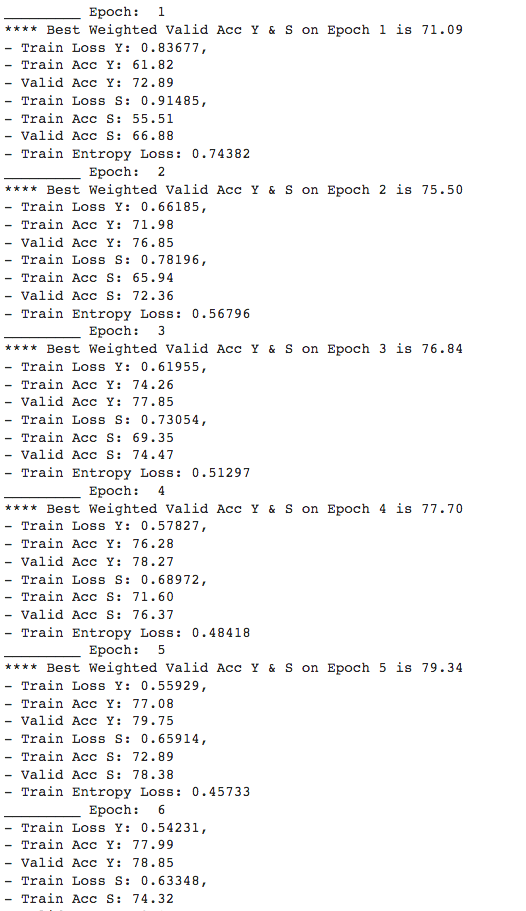 _________ Epoch:  1
**** Best Weighted Valid Acc Y & S on Epoch 1 is 71.09
- Train Loss Y: 0.83677,
- Train Acc Y: 61.82
- Valid Acc Y: 72.89
- Train Loss S: 0.91485,
- Train Acc S: 55.51
- Valid Acc S: 66.88
- Train Entropy Loss: 0.74382
_________ Epoch:  2
**** Best Weighted Valid Acc Y & S on Epoch 2 is 75.50
- Train Loss Y: 0.66185,
- Train Acc Y: 71.98
- Valid Acc Y: 76.85
- Train Loss S: 0.78196,
- Train Acc S: 65.94
- Valid Acc S: 72.36
- Train Entropy Loss: 0.56796
_________ Epoch:  3
**** Best Weighted Valid Acc Y & S on Epoch 3 is 76.84
- Train Loss Y: 0.61955,
- Train Acc Y: 74.26
- Valid Acc Y: 77.85
- Train Loss S: 0.73054,
- Train Acc S: 69.35
- Valid Acc S: 74.47
- Train Entropy Loss: 0.51297
_________ Epoch:  4
**** Best Weighted Valid Acc Y & S on Epoch 4 is 77.70
- Train Loss Y: 0.57827,
- Train Acc Y: 76.28
- Valid Acc Y: 78.27
- Train Loss S: 0.68972,
- Train Acc S: 71.60
- Valid Acc S: 76.37
- Train Entropy Loss: 0.48418
_________ Epoch:  5
**** Best Weighted Valid Acc Y & S on Epoch 5 is 79.34
- Train Loss Y: 0.55929,
- Train Acc Y: 77.08
- Valid Acc Y: 79.75
- Train Loss S: 0.65914,
- Train Acc S: 72.89
- Valid Acc S: 78.38
- Train Entropy Loss: 0.45733
_________ Epoch:  6
- Train Loss Y: 0.54231,
- Train Acc Y: 77.99
- Valid Acc Y: 78.85
- Train Loss S: 0.63348,
- Train Acc S: 74.32